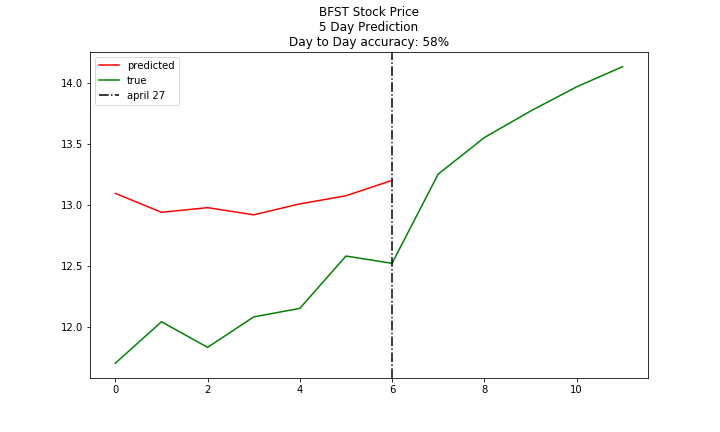 BFST Stock Price
5 Day Prediction
Day to Day accuracy: 58%
predicted
true
april 27
14.0
13.5
13.0
12.5
12.0
0 2 4 6 8 10